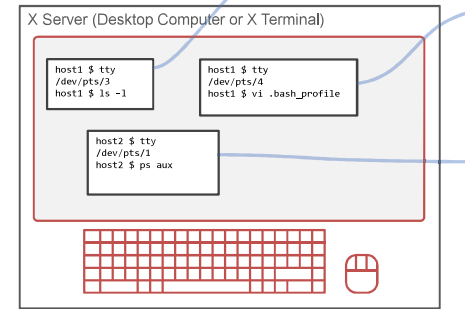 X Server (Desktop Computer or X Terminal)
host1 $ tty
/dev/pts/3
host1 $ ls -l
host1 $ tty
/dev/pts/4
host1 $ vi .bash_profile
host2 $ tty
/dev/pts/1
host2 $ ps aux